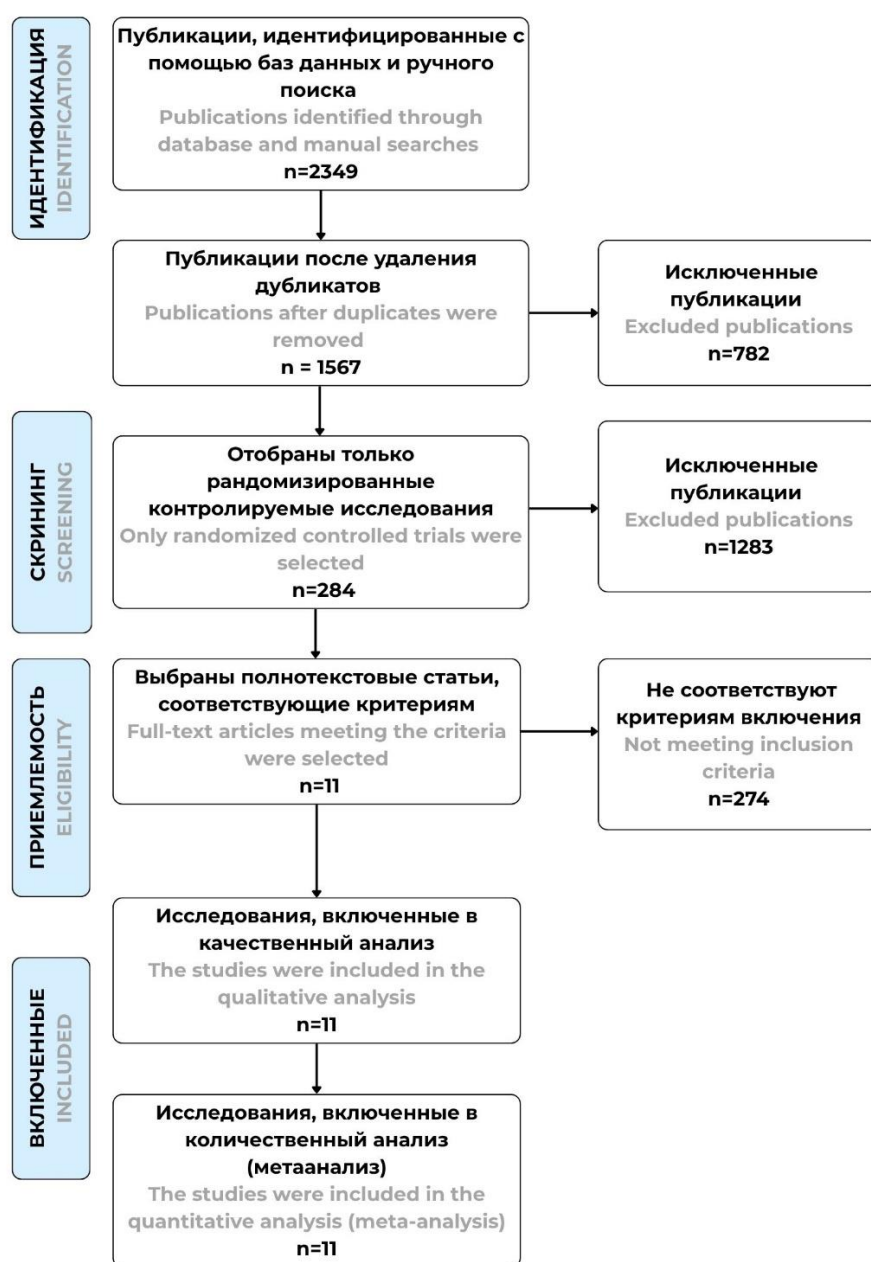 ИДЕНТИФИКАЦИЯ
IDENTIFICATION
Публикации, идентифицированные с
помощью баз данных и ручного
поиска
Publications identified through
database and manual searches
n=2349
Публикации после удаления
дубликатов
Publications after duplicates were
removed
n = 1567
Исключенные
публикации
Excluded publications
n=782
СКРИНИНГ
SCREENING
Отобраны только
рандомизированные
контролируемые исследования
Only randomized controlled trials were
selected
n=284
Исключенные
публикации
Excluded publications
n=1283
ПРИЕМЛЕМОСТЬ
ELIGIBILITY
Выбраны полнотекстовые статьи,
соответствующие критериям
Full-text articles meeting the criteria
were selected
n=11
Не соответствуют
критериям включения
Not meeting inclusion
criteria
n=274
ВКЛЮЧЕННЫЕ
INCLUDED
Исследования, включенные в
качественный анализ
The studies were included in the
qualitative analysis
n=11
Исследования, включенные в
количественный анализ
(метаанализ)
The studies were included in the
quantitative analysis (meta-analysis)
n=11